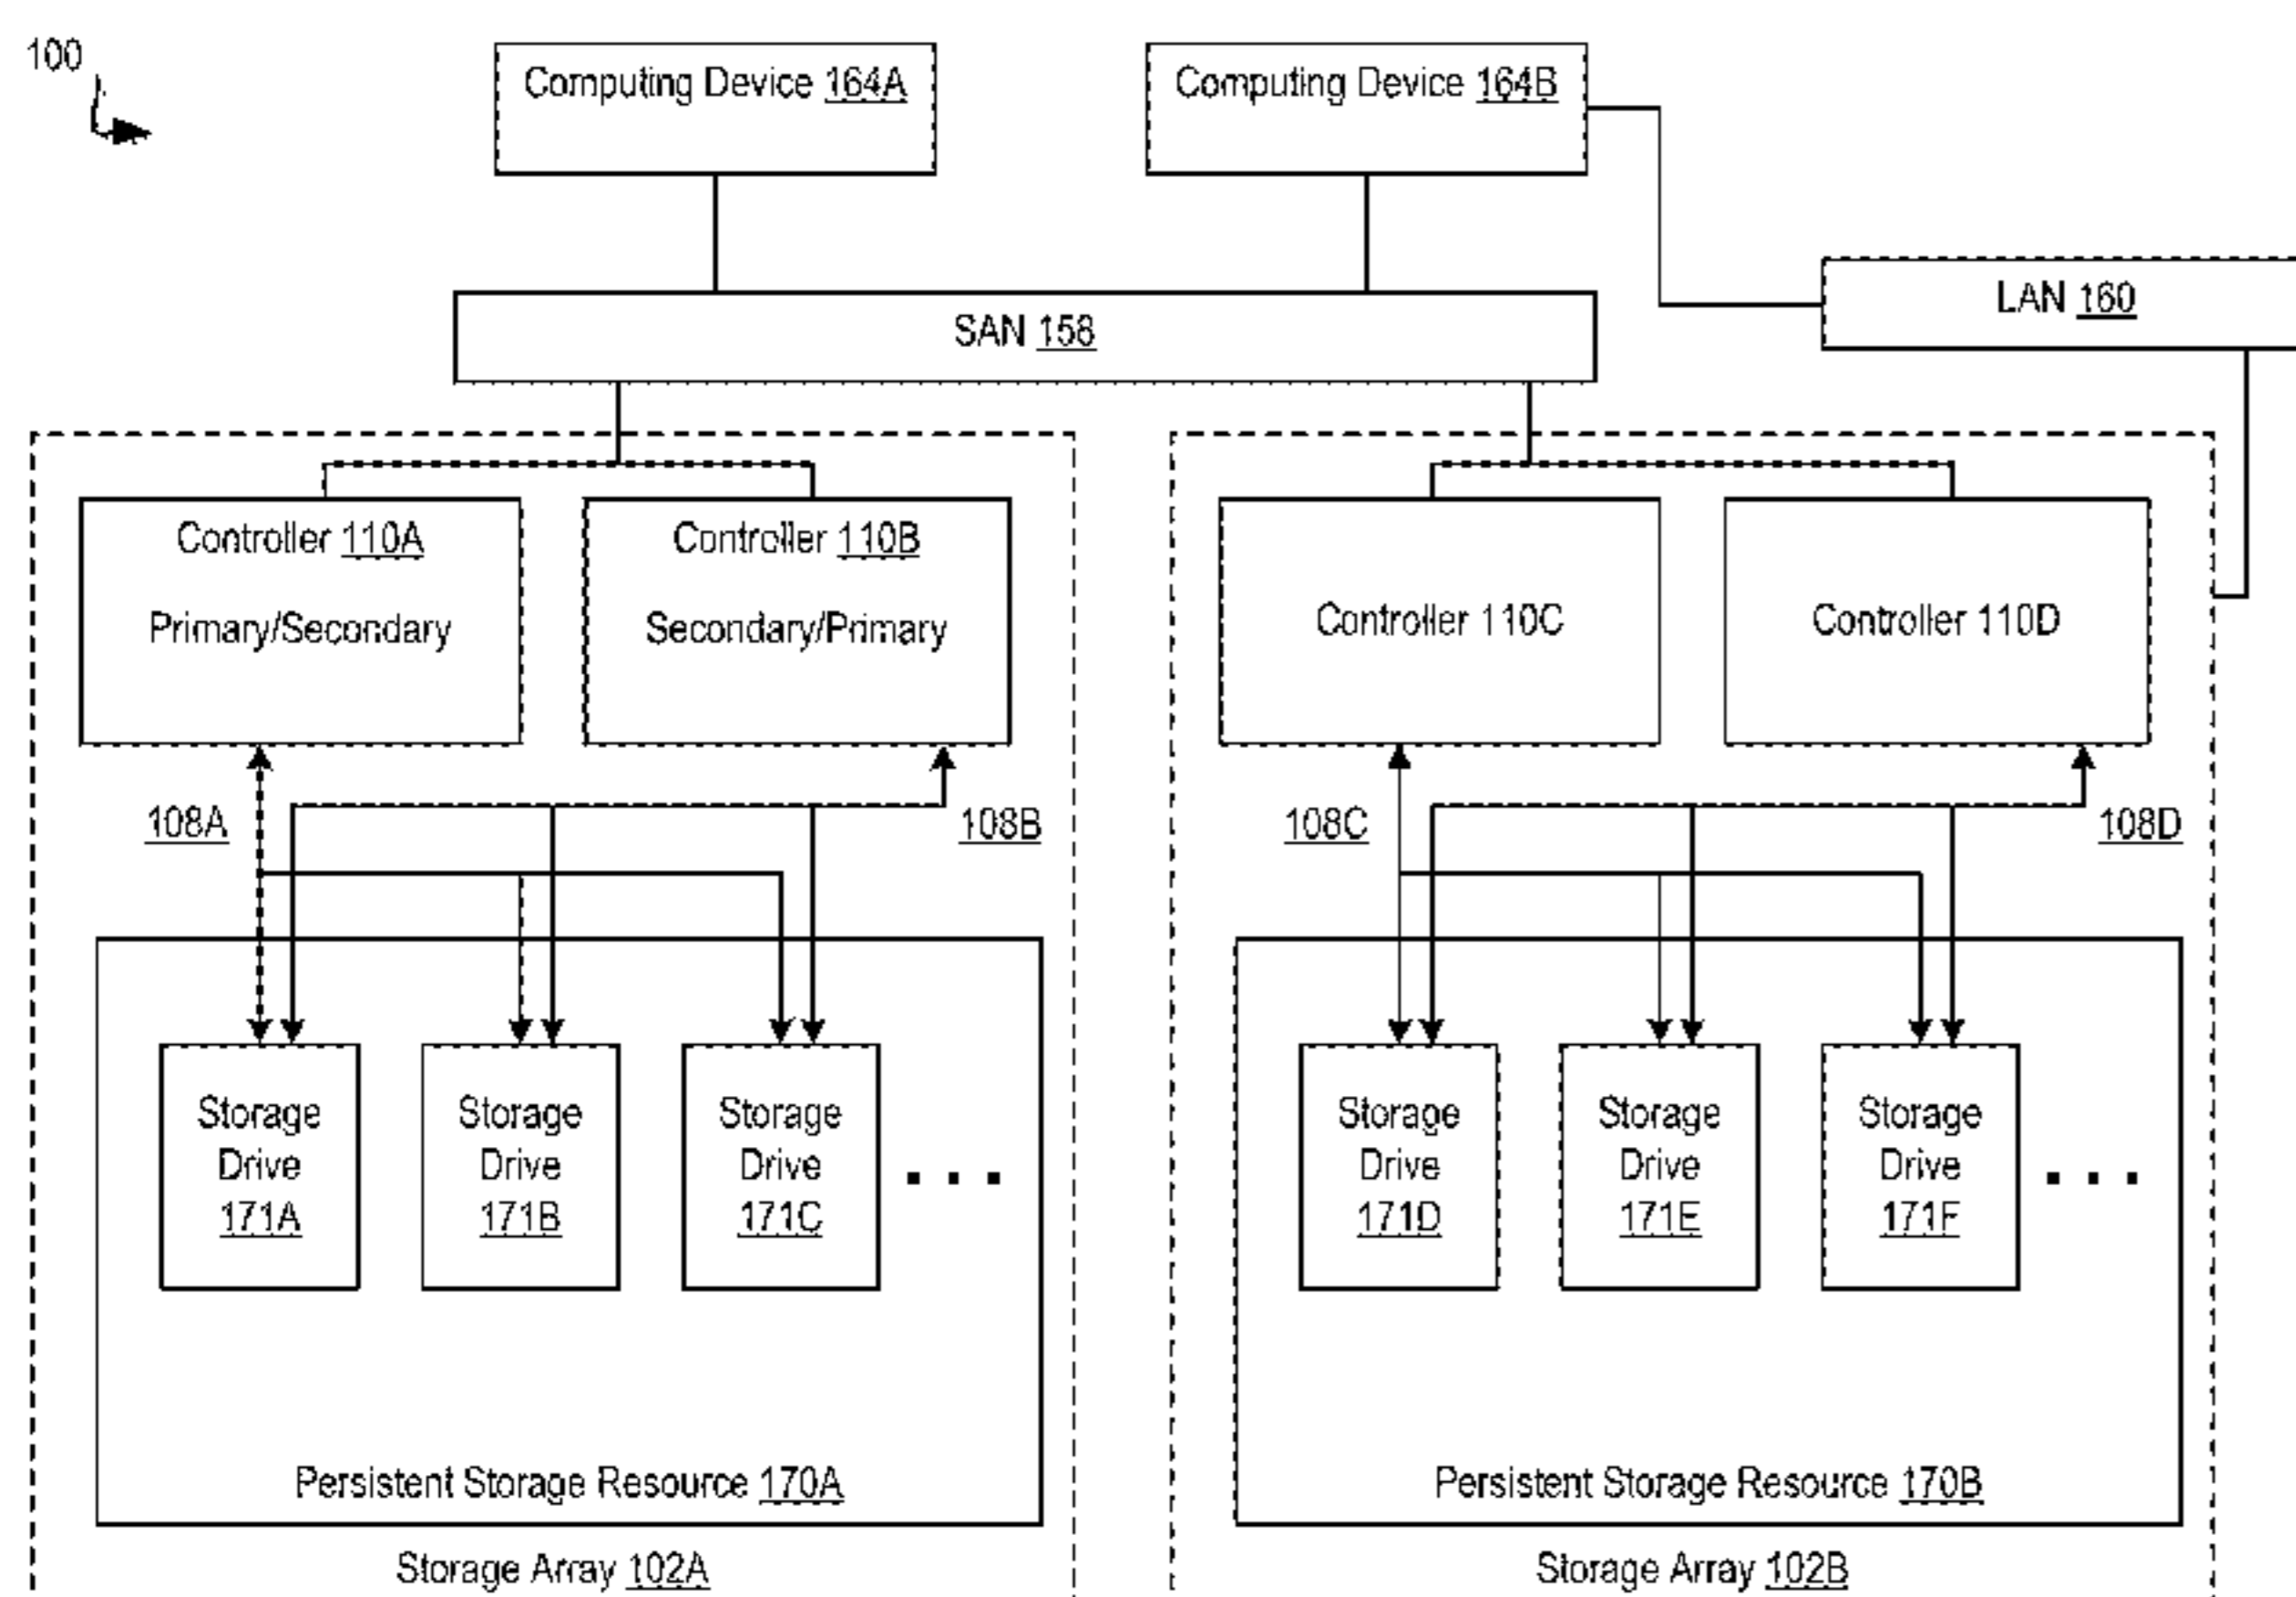 100
Computing Device 164A
Computing Device 164B
LAN 160
SAN 158
Controller 110A
Primary/Secondary
Controller 110B
Secondary/Primary
Controller 110C
Controller 110D
108A
108B
108C
108D
Storage
Drive
171A
Storage
Drive
171B
Storage
Drive
171C
. . .
Storage
Drive
171D
Storage
Drive
171E
Storage
Drive
171F
. . .
Persistent Storage Resource 170A
Persistent Storage Resource 170B
Storage Array 102A
Storage Array 102B